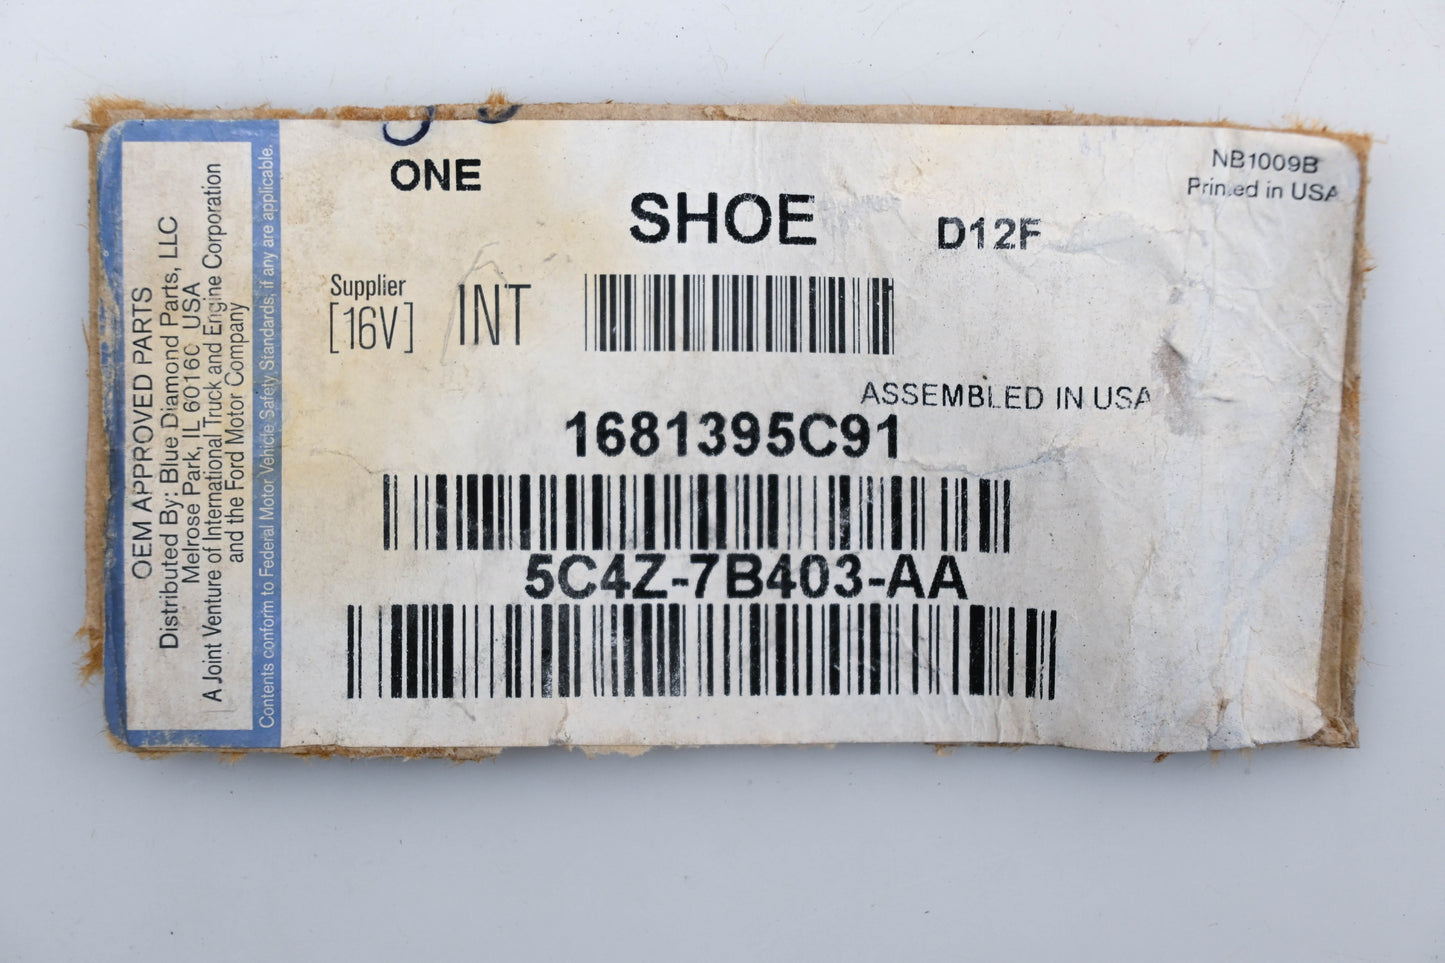 OEM APPROVED PARTS
Distributed By: Blue Diamond Parts, LLC
Melrose Park, IL 60160 USA
A Joint Venture of International Truck and Engine Corporation
and the Ford Motor Company
Contents conform to Federal Motor Vehicle Safety Standards, if any are applicable.
ONE
SHOE
D12F
NB1009B
Printed in USA
Supplier
[16V] INT
ASSEMBLED IN USA
1681395C91
5C4Z-7B403-AA